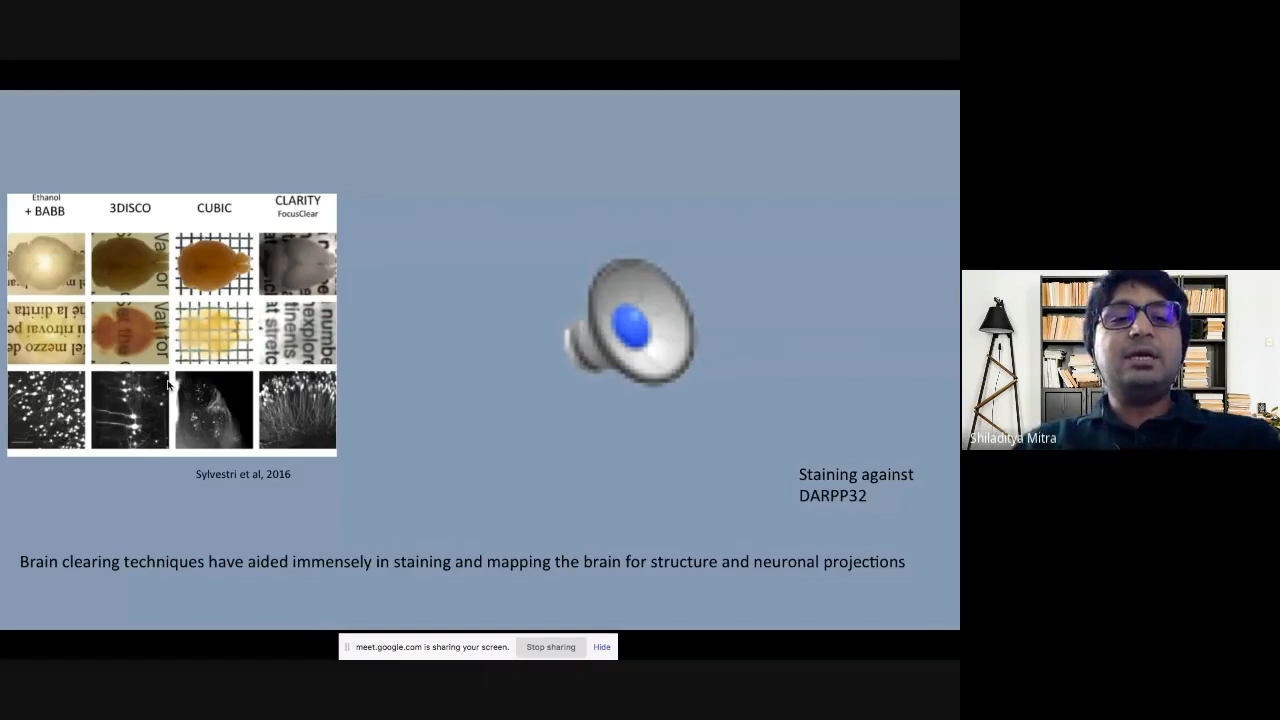 Ethanol
+ BABB
3DISCO
CUBIC
CLARITY
FocusClear
Sylvestri et al, 2016
Staining against
DARPP32
Brain clearing techniques have aided immensely in staining and mapping the brain for structure and neuronal projections
Shiladitya Mitra
meet.google.com is sharing your screen.
Stop sharing
Hide